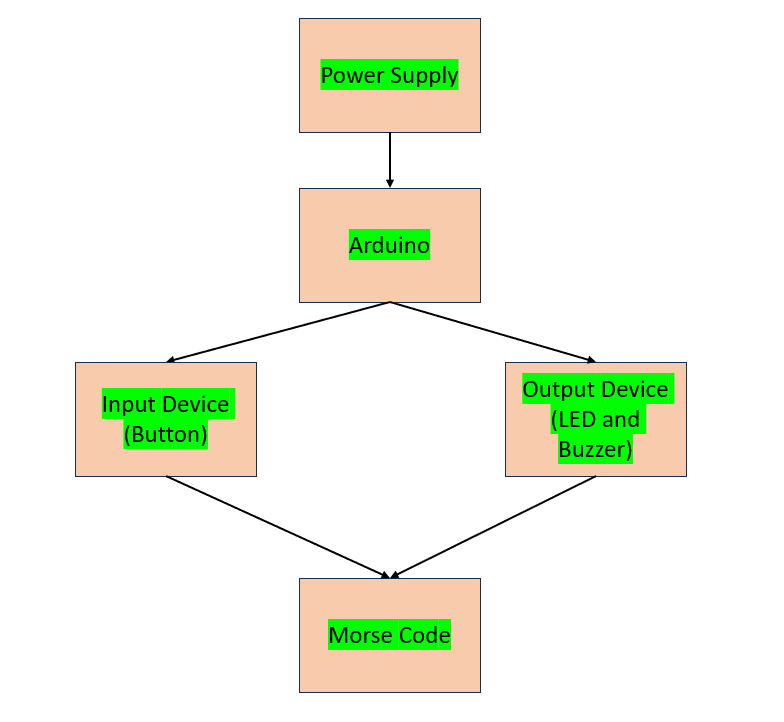 Power Supply
Arduino
Input Device
(Button)
Output Device
(LED and
Buzzer)
Morse Code